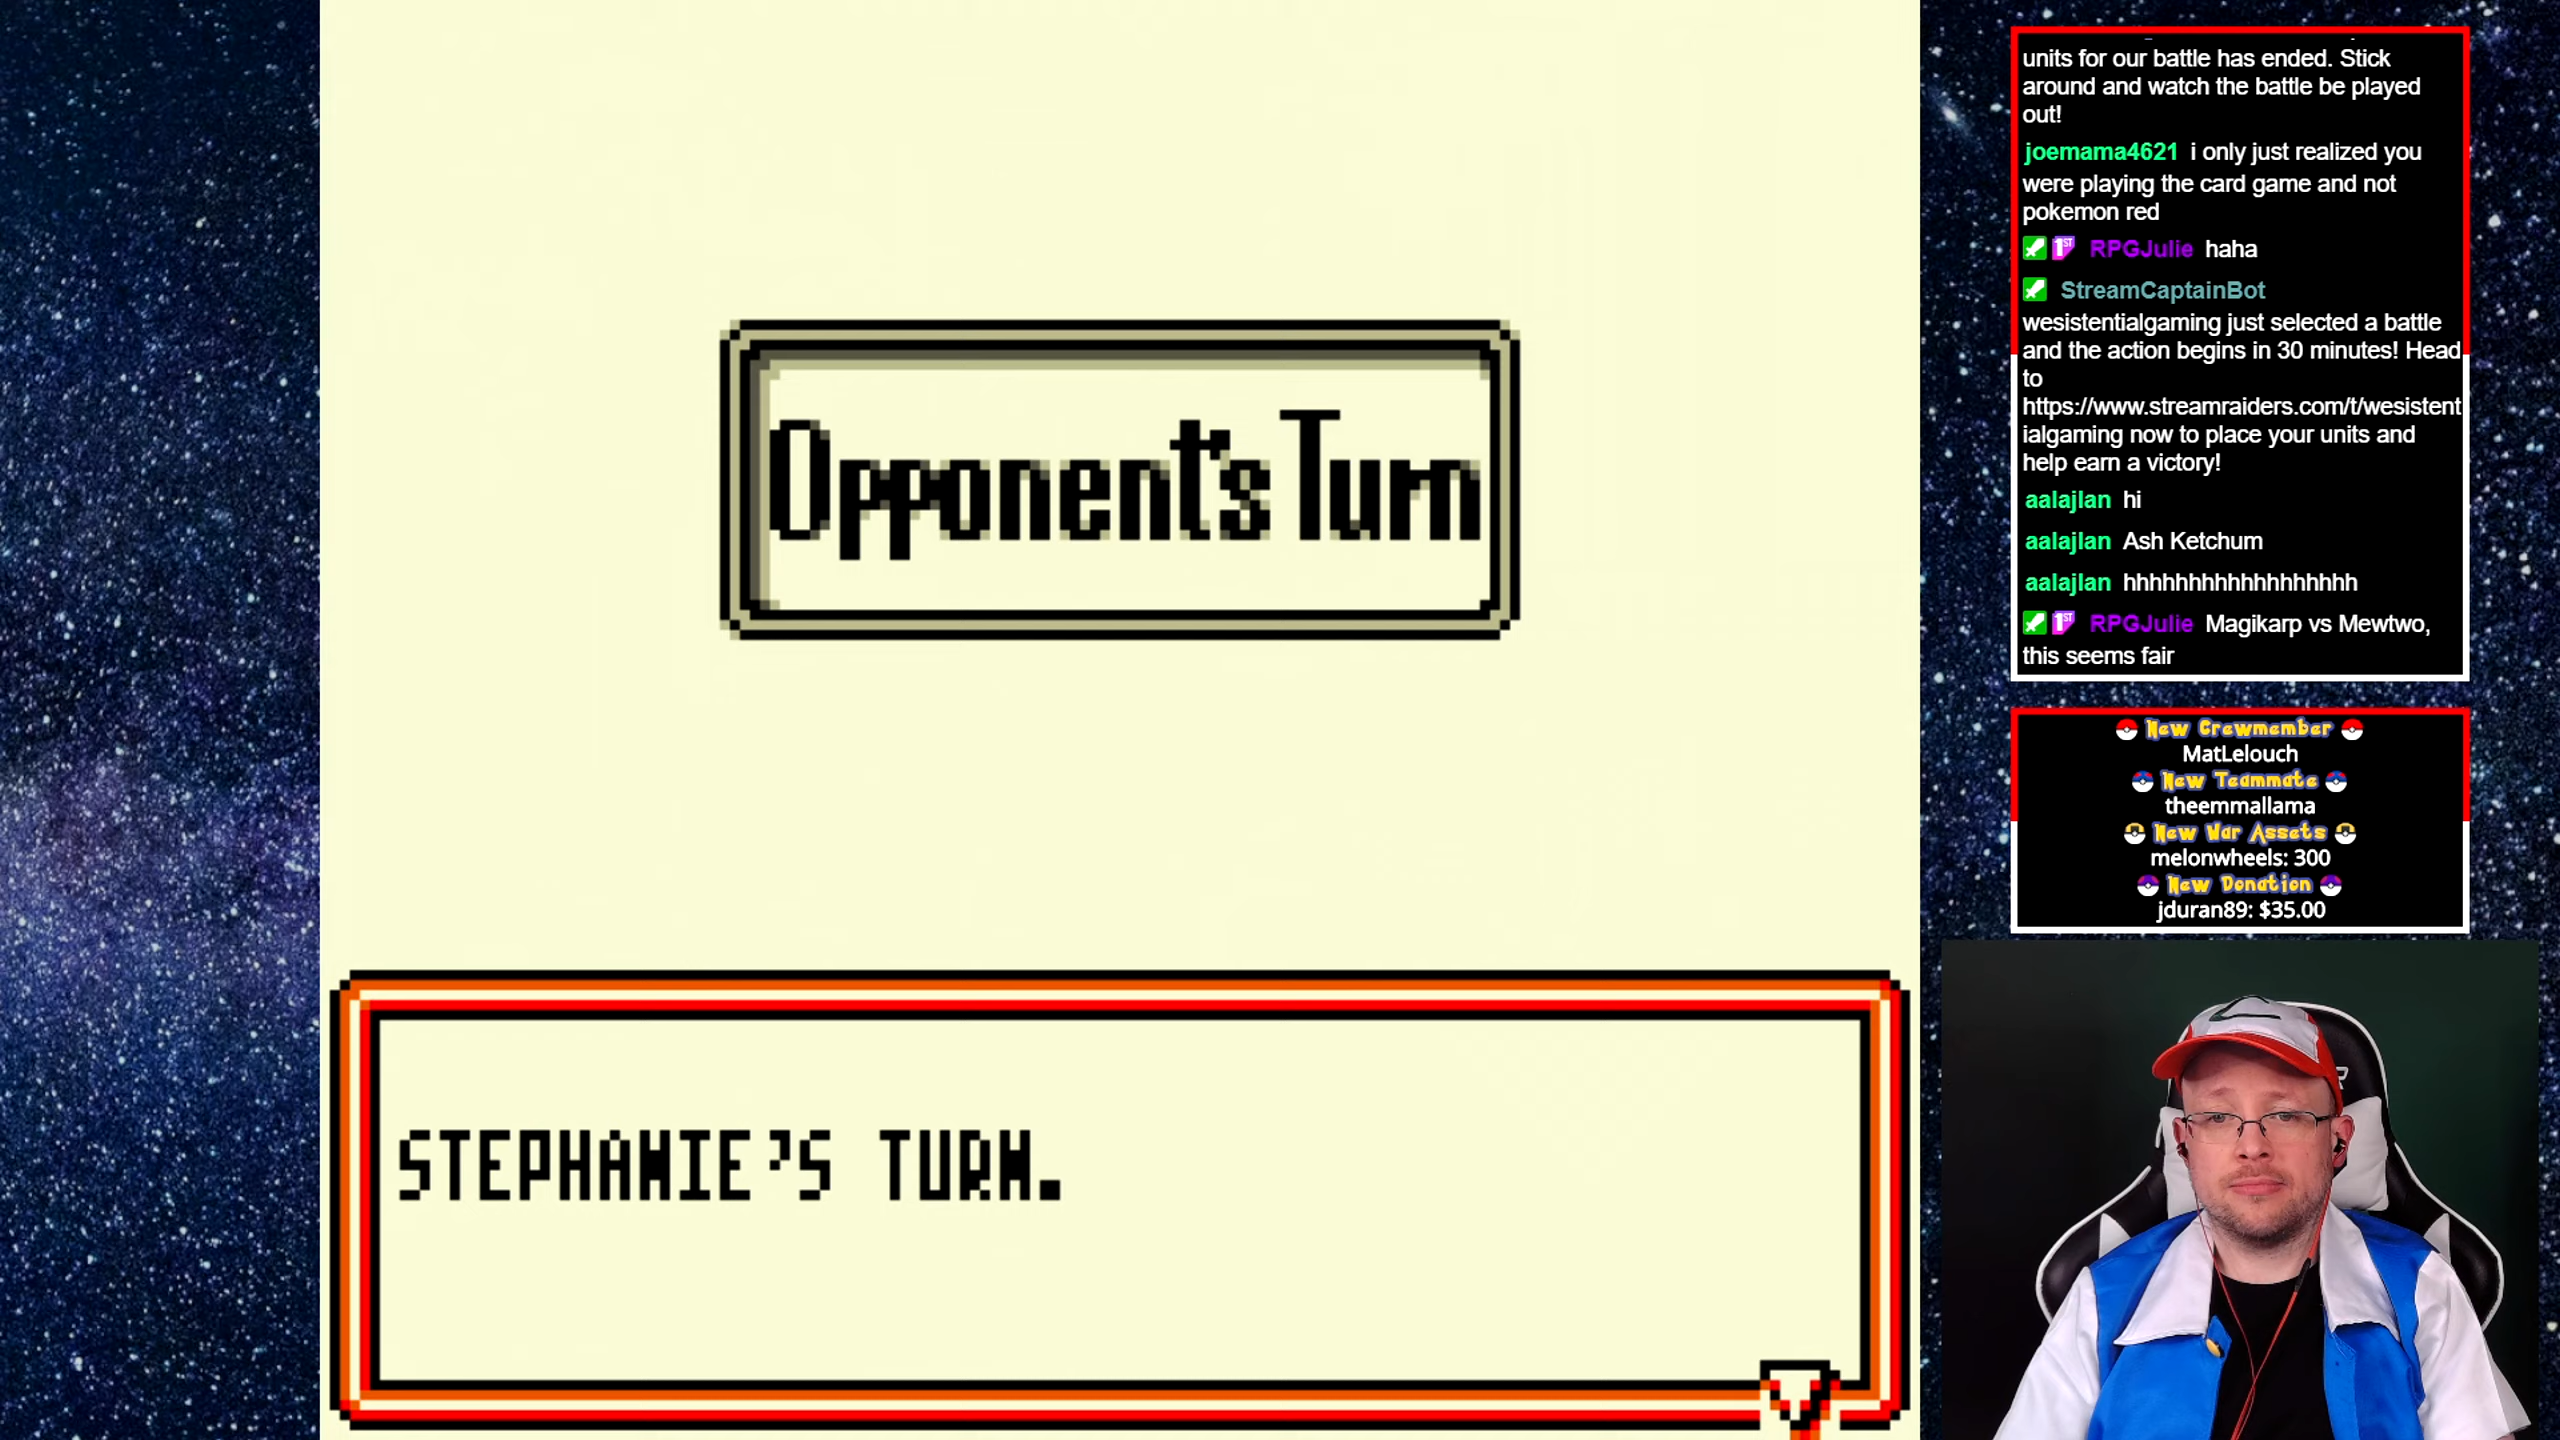 Opponent's Turn
STEPHANIE'S TURN.
units for our battle has ended. Stick
around and watch the battle be played
out!
joemama4621 i only just realized you
were playing the card game and not
pokemon red
1ST RPGJulie haha
StreamCaptainBot
wesistentialgaming just selected a battle
and the action begins in 30 minutes! Head
to
https://www.streamraiders.com/t/wesistent
ialgaming now to place your units and
help earn a victory!
aalajlan hi
aalajlan Ash Ketchum
aalajlan hhhhhhhhhhhhhhhhhh
1ST RPGJulie Magikarp vs Mewtwo,
this seems fair
New Crewmember
MatLelouch
New Teammate
theemmallama
New War Assets
melonwheels: 300
New Donation
jduran89: $35.00